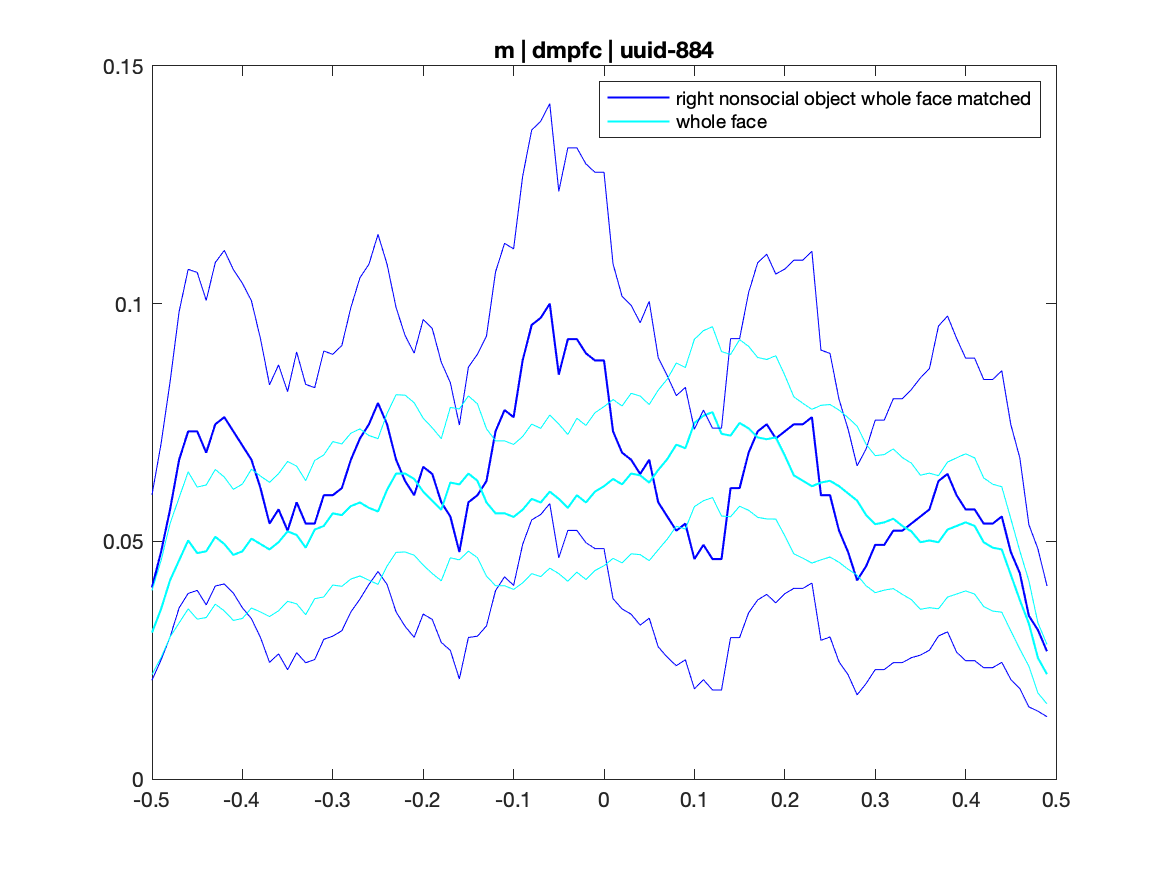 m | dmpfc | uuid-884
right nonsocial object whole face matched
whole face
0.15
0.1
0.05
0
-0.5 -0.4 -0.3 -0.2 -0.1 0 0.1 0.2 0.3 0.4 0.5